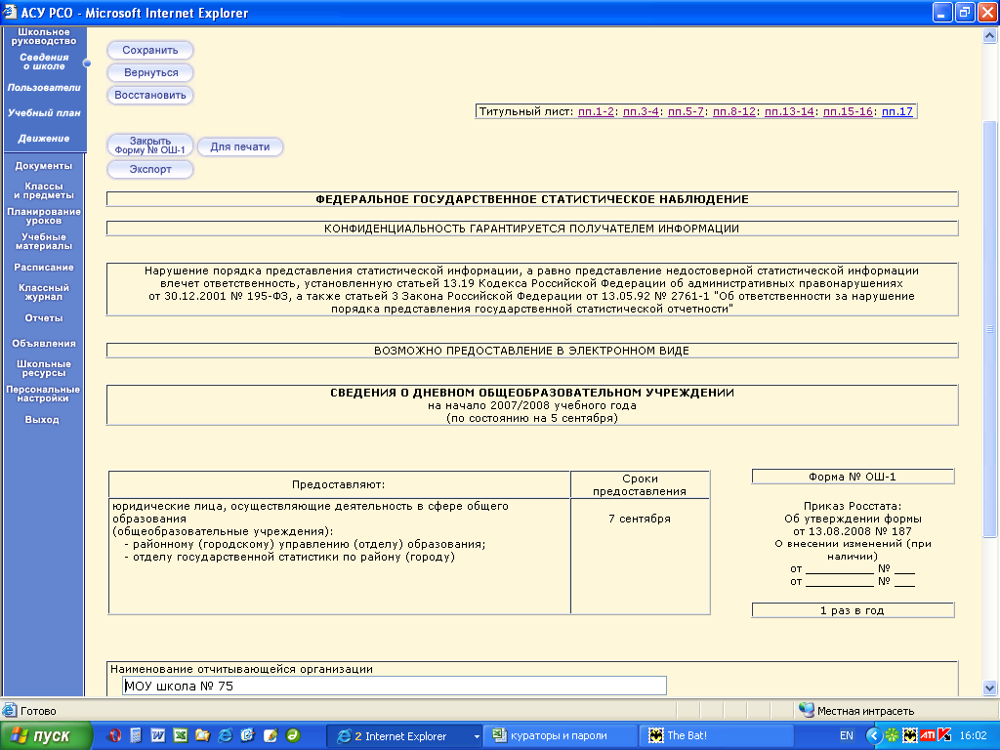 АСУ РСО - Microsoft Internet Explorer
Школьное
руководство
Сведения
о школе
Пользователи
Учебный план
Движение
Документы
Классы
и предметы
Планирование
уроков
Учебные
материалы
Расписание
Классный
журнал
Отчеты
Объявления
Школьные
ресурсы
Персональные
настройки
Выход
Сохранить
Вернуться
Восстановить
Титульный лист: пп.1-2: пп.3-4: пп.5-7: пп.8-12: пп.13-14: пп.15-16: пп.17
Закрыть
Форму № ОШ-1
Для печати
Экспорт
ФЕДЕРАЛЬНОЕ ГОСУДАРСТВЕННОЕ СТАТИСТИЧЕСКОЕ НАБЛЮДЕНИЕ
КОНФИДЕНЦИАЛЬНОСТЬ ГАРАНТИРУЕТСЯ ПОЛУЧАТЕЛЕМ ИНФОРМАЦИИ
Нарушение порядка представления статистической информации, а равно представление недостоверной статистической информации
влечет ответственность, установленную статьей 13.19 Кодекса Российской Федерации об административных правонарушениях
от 30.12.2001 № 195-ФЗ, а также статьей 3 Закона Российской Федерации от 13.05.92 № 2761-1 "Об ответственности за нарушение
порядка представления государственной статистической отчетности"
ВОЗМОЖНО ПРЕДОСТАВЛЕНИЕ В ЭЛЕКТРОННОМ ВИДЕ
СВЕДЕНИЯ О ДНЕВНОМ ОБЩЕОБРАЗОВАТЕЛЬНОМ УЧРЕЖДЕНИИ
на начало 2007/2008 учебного года
(по состоянию на 5 сентября)
Предоставляют:
Сроки
предоставления
юридические лица, осуществляющие деятельность в сфере общего
образования
(общеобразовательные учреждения):
- районному (городскому) управлению (отделу) образования;
- отделу государственной статистики по району (городу)
7 сентября
Форма № ОШ-1
Приказ Росстата:
Об утверждении формы
от 13.08.2008 № 187
О внесении изменений (при
наличии)
от ___________ № ___
от ___________ № ___
1 раз в год
Наименование отчитывающейся организации
МОУ школа № 75
Готово
Местная интрасеть
пуск
2 Internet Explorer
кураторы и пароли
The Bat!
EN
ATI
16:02